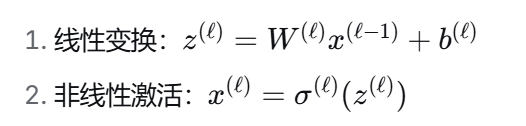 1. 线性变换：z^{(ℓ)} = W^{(ℓ)}x^{(ℓ−1)} + b^{(ℓ)}
2. 非线性激活：x^{(ℓ)} = σ^{(ℓ)}(z^{(ℓ)})